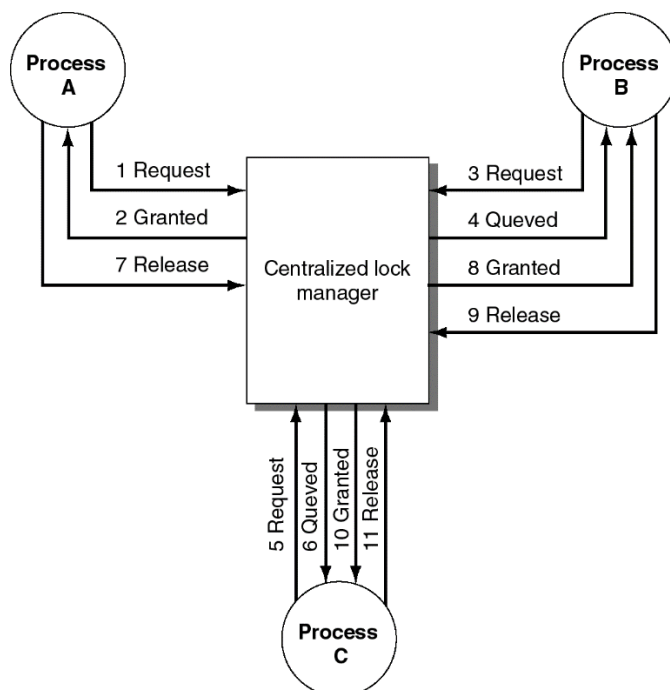 Process
A
Process
B
1 Request
2 Granted
7 Release
3 Request
4 Queved
8 Granted
9 Release
Centralized lock
manager
5 Request
6 Queved
10 Granted
11 Release
Process
C